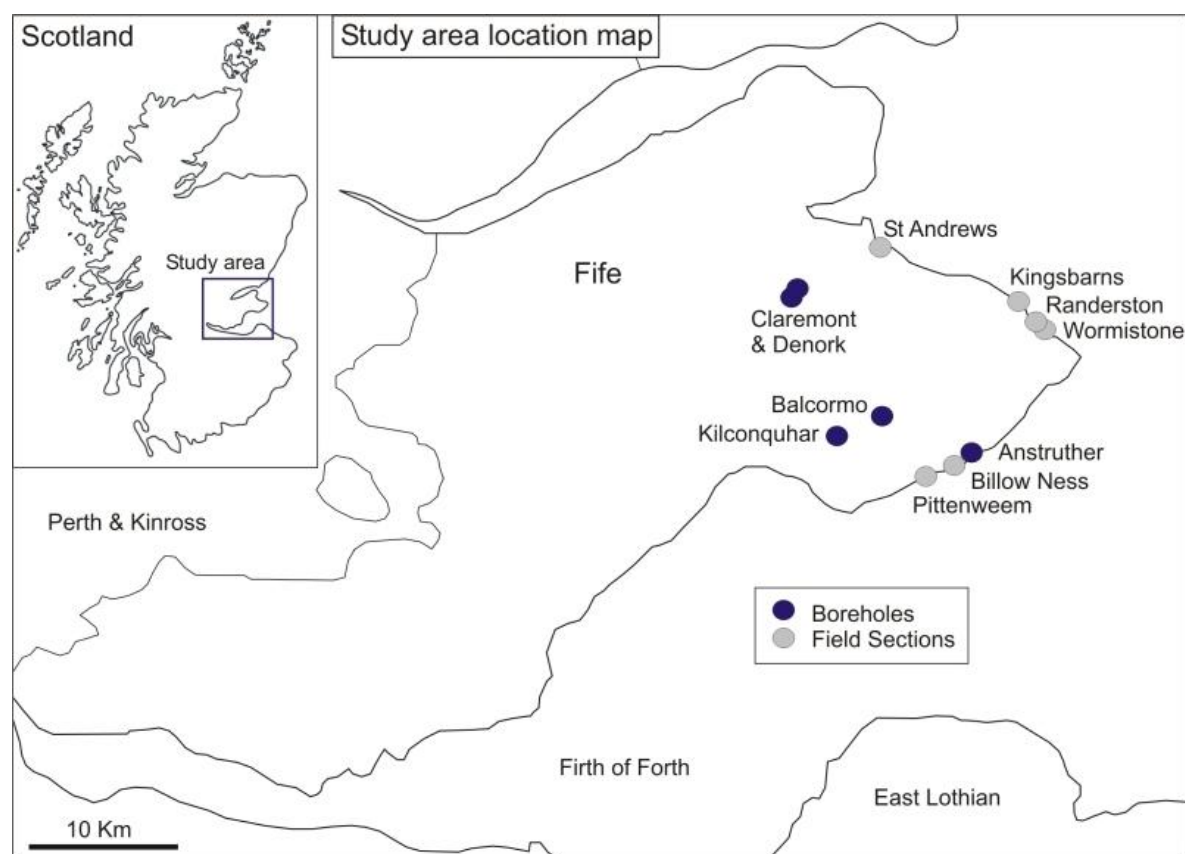 Scotland
Study area
Study area location map
St Andrews
Kingsbarns
Randerston
Wormistone
Fife
Claremont
& Denork
Balcormo
Kilconquhar
Anstruther
Billow Ness
Pittenweem
Perth & Kinross
Boreholes
Field Sections
Firth of Forth
East Lothian
10 Km